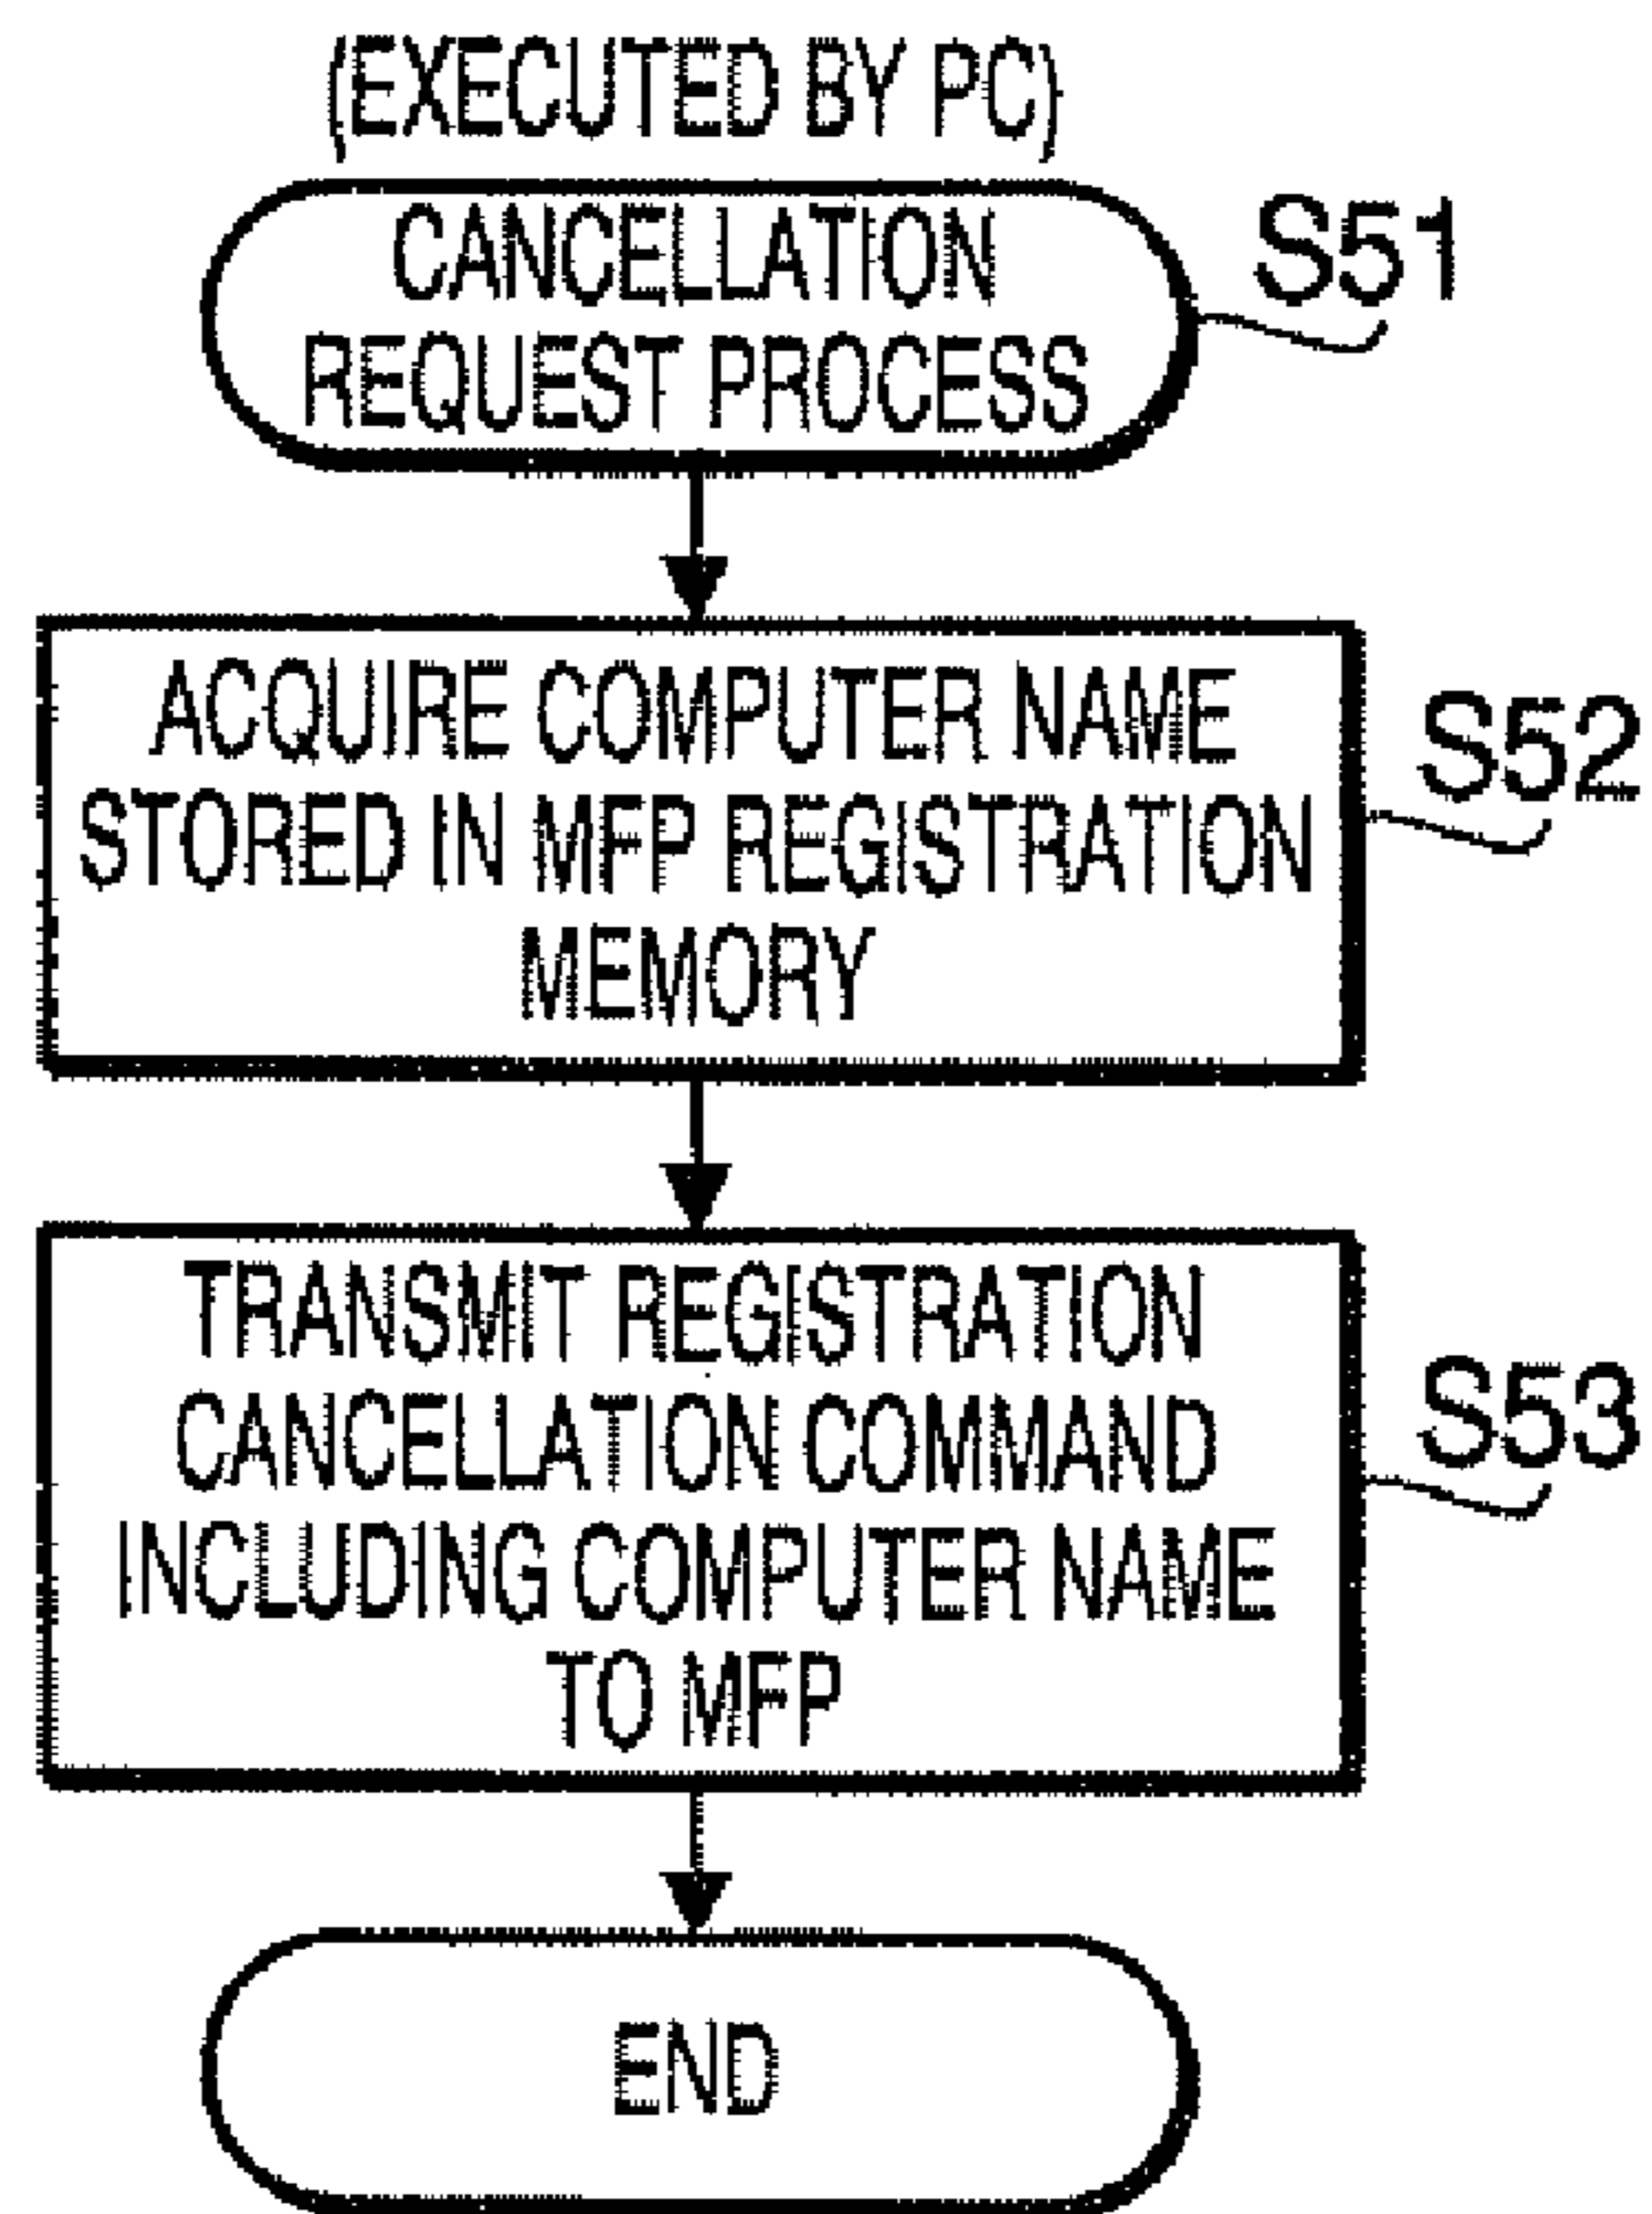 (EXECUTED BY PC)
CANCELLATION
REQUEST PROCESS
S51
ACQUIRE COMPUTER NAME
STORED IN MFP REGISTRATION
MEMORY
S52
TRANSMIT REGISTRATION
CANCELLATION COMMAND
INCLUDING COMPUTER NAME
TO MFP
S53
END